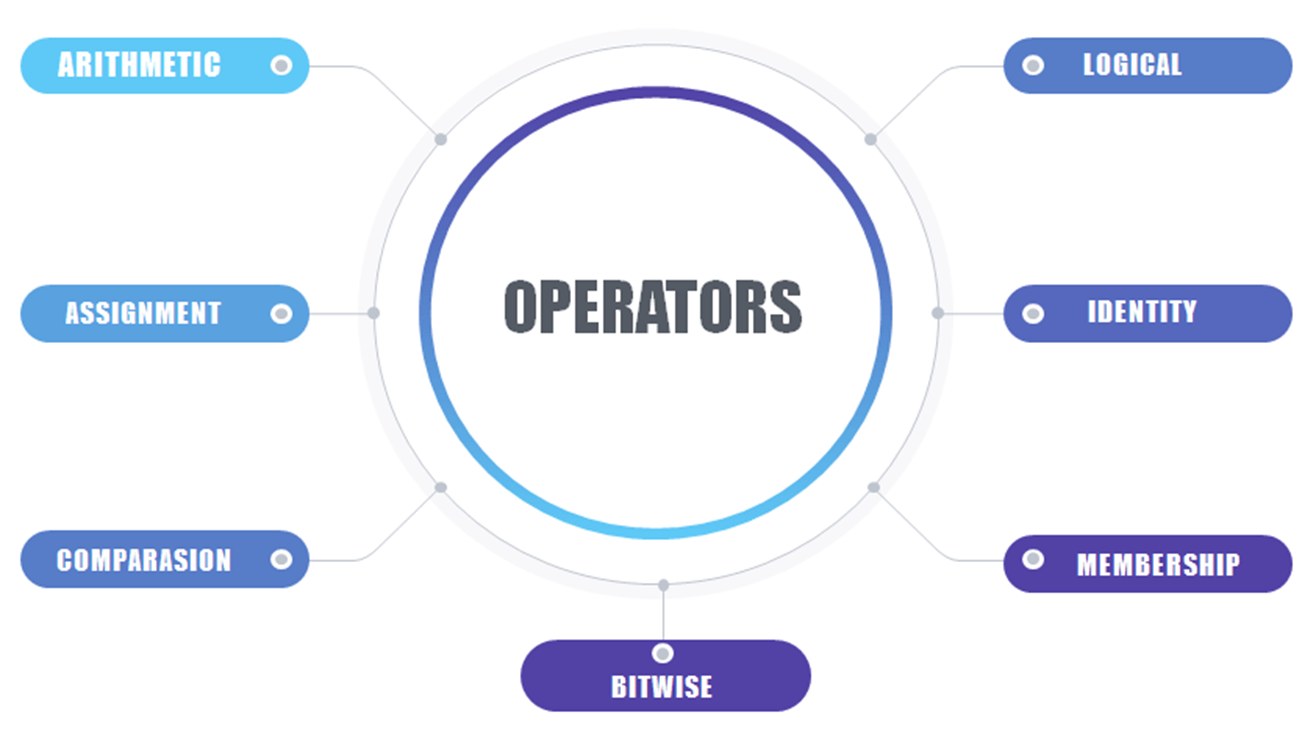 ARITHMETIC
LOGICAL
ASSIGNMENT
OPERATORS
IDENTITY
COMPARASION
MEMBERSHIP
BITWISE